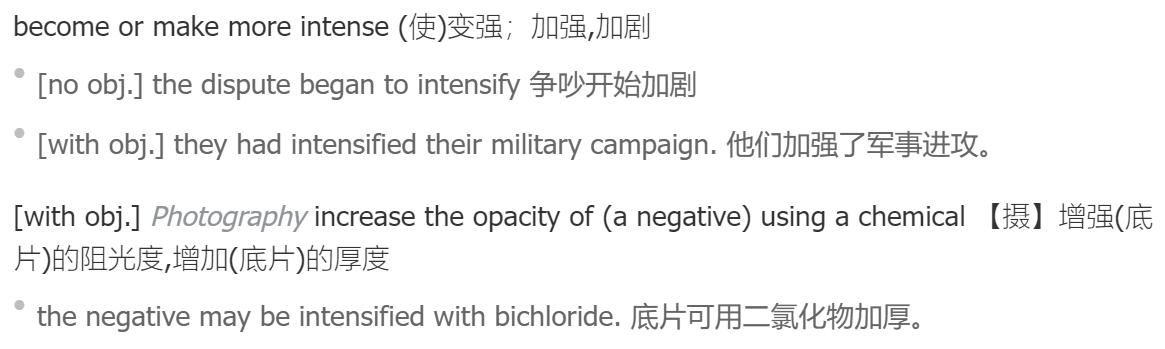 become or make more intense (使)变强；加强,加剧
• [no obj.] the dispute began to intensify 争吵开始加剧
• [with obj.] they had intensified their military campaign. 他们加强了军事进攻。
[with obj.] Photography increase the opacity of (a negative) using a chemical 【摄】增强(底
片)的阻光度,增加(底片)的厚度
• the negative may be intensified with bichloride. 底片可用二氯化物加厚。